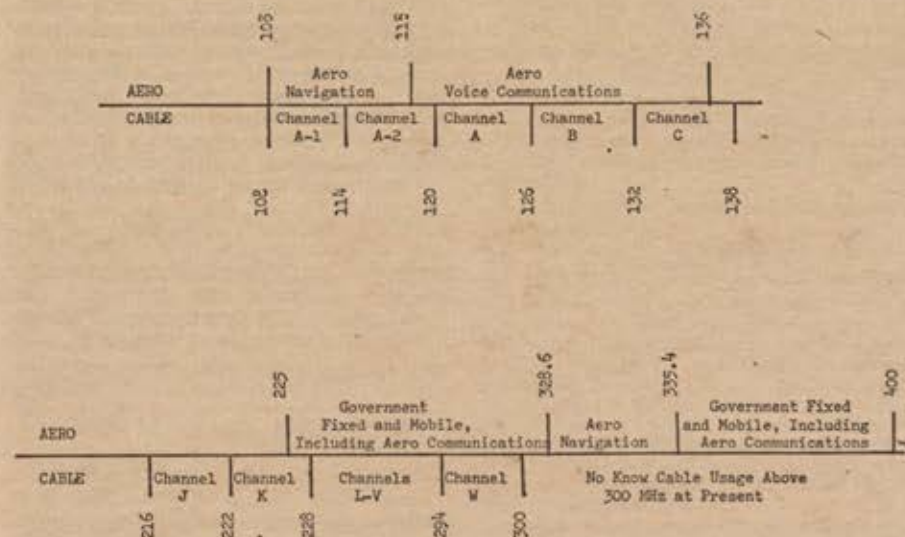 108 118 136
Aero Aero
AERO Navigation Voice Communications
CABLE Channel Channel Channel Channel Channel
A-1 A-2 A B C
108 114 120 126 132 138
225 328.6 335.4 400
Government Government Fixed
Fixed and Mobile, Aero and Mobile, Including
AERO Including Aero Communications Navigation Aero Communications
CABLE Channel Channel Channels Channel No Know Cable Usage Above
J K L-V W 300 MHz at Present
216 222 228 294 300